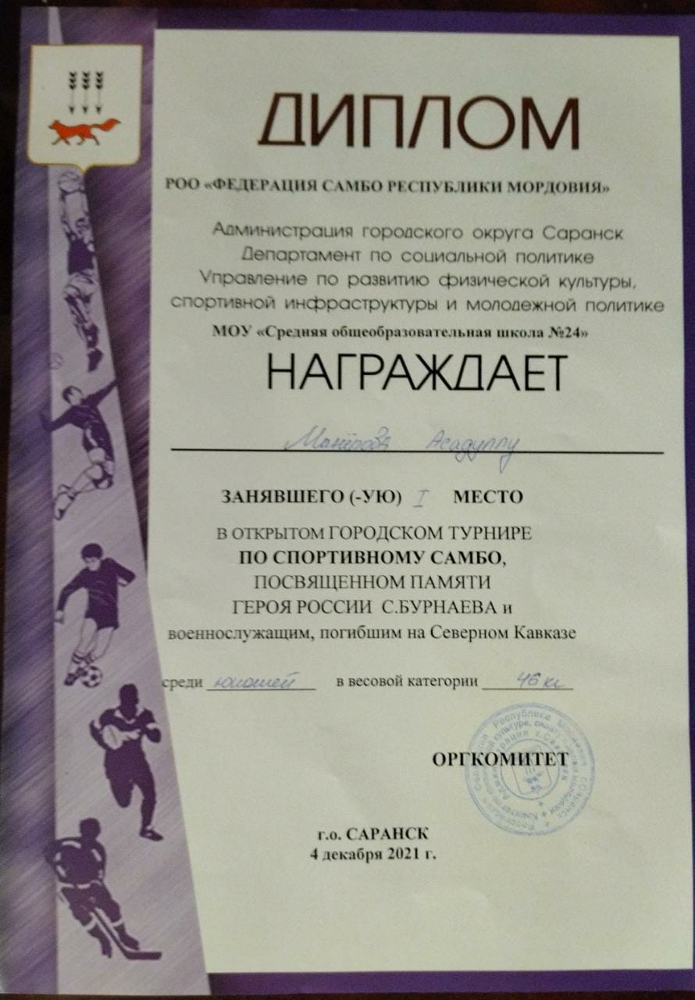 ДИПЛОМ
РОО «ФЕДЕРАЦИЯ САМБО РЕСПУБЛИКИ МОРДОВИЯ»
Администрация городского округа Саранск
Департамент по социальной политике
Управление по развитию физической культуры,
спортивной инфраструктуры и молодежной политике
МОУ «Средняя общеобразовательная школа №24»
НАГРАЖДАЕТ
Асадуллу
ЗАНЯВШЕГО (-УЮ) I МЕСТО
В ОТКРЫТОМ ГОРОДСКОМ ТУРНИРЕ
ПО СПОРТИВНОМУ САМБО,
ПОСВЯЩЕННОМ ПАМЯТИ
ГЕРОЯ РОССИИ С.БУРНАЕВА и
военнослужащим, погибшим на Северном Кавказе
среди юношей в весовой категории 46 кг
ОРГКОМИТЕТ
г.о. САРАНСК
4 декабря 2021 г.